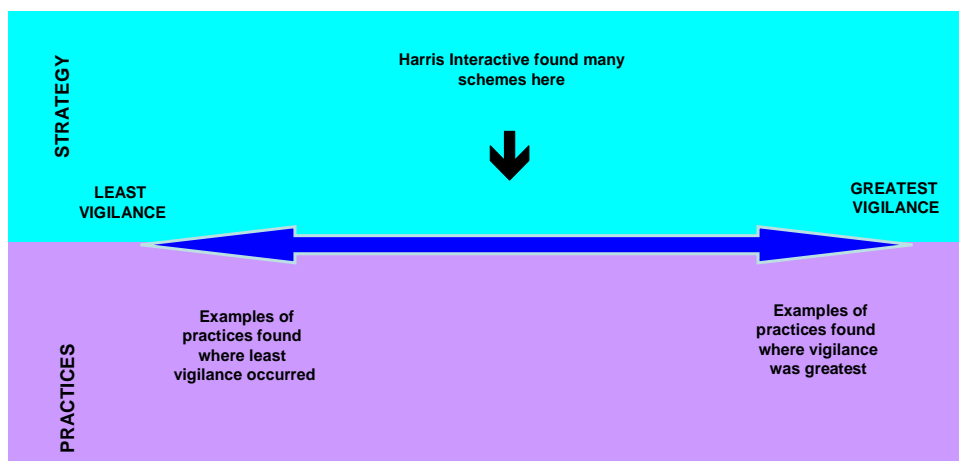 STRATEGY
Harris Interactive found many
schemes here
LEAST
VIGILANCE
GREATEST
VIGILANCE
PRACTICES
Examples of
practices found
where least
vigilance occurred
Examples of
practices found
where vigilance
was greatest